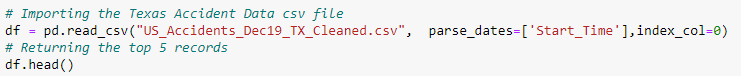 # Importing the Texas Accident Data csv file
df = pd.read_csv("US_Accidents_Dec19_TX_Cleaned.csv",  parse_dates=['Start_Time'],index_col=0)
# Returning the top 5 records
df.head()